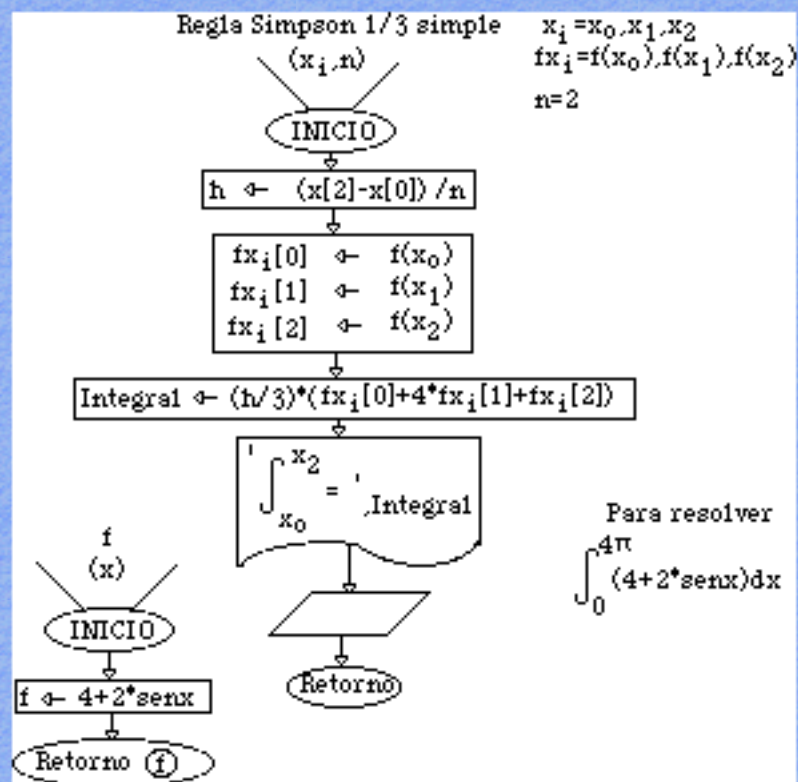 Regla Simpson 1/3 simple
(xᵢ,n)
xᵢ=x₀,x₁,x₂
fxᵢ=f(x₀),f(x₁),f(x₂)
n=2
INICIO
h ← (x[2]-x[0])/n
fxᵢ[0] ← f(x₀)
fxᵢ[1] ← f(x₁)
fxᵢ[2] ← f(x₂)
Integral ← (h/3)*(fxᵢ[0]+4*fxᵢ[1]+fxᵢ[2])
'∫x₀x₂ = ',Integral
Retorno
f
(x)
INICIO
f ← 4+2*senx
Retorno f
Para resolver
∫₀4π(4+2*senx)dx